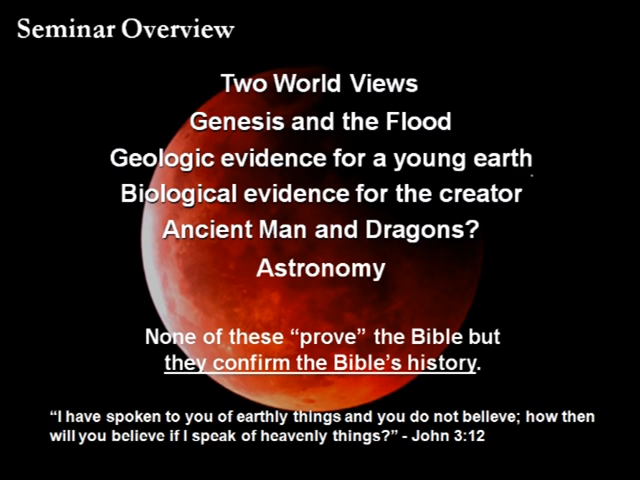 Seminar Overview
Two World Views
Genesis and the Flood
Geologic evidence for a young earth
Biological evidence for the creator
Ancient Man and Dragons?
Astronomy
None of these “prove” the Bible but
they confirm the Bible’s history.
“I have spoken to you of earthly things and you do not believe; how then
will you believe if I speak of heavenly things?” - John 3:12